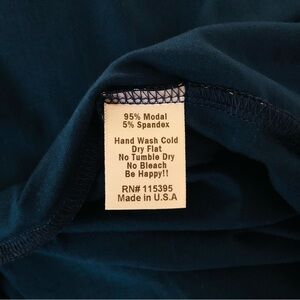 95% Modal
5% Spandex
Hand Wash Cold
Dry Flat
No Tumble Dry
No Bleach
Be Happy!!
RN# 115395
Made in U.S.A